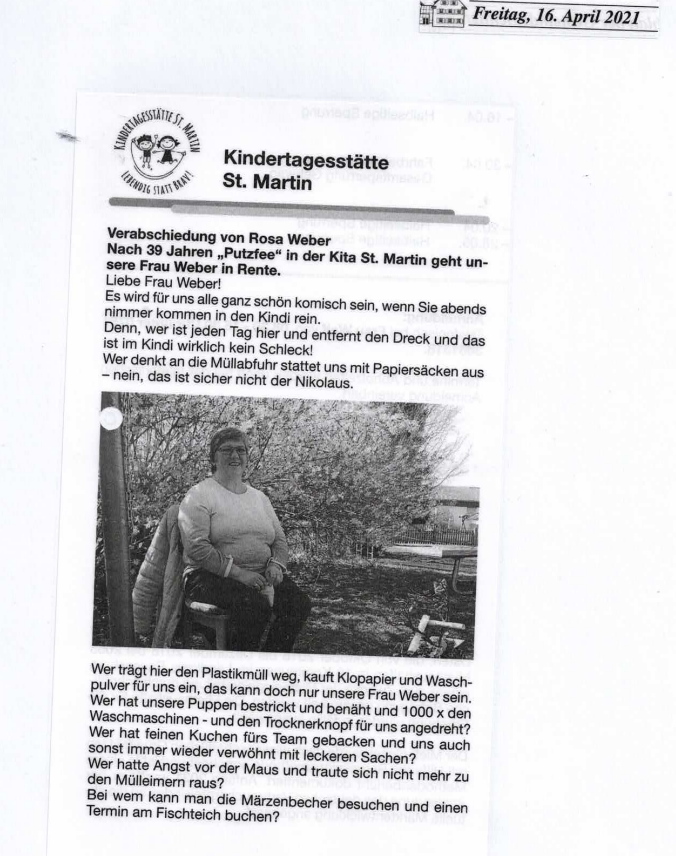 Freitag, 16. April 2021
KINDERTAGESSTÄTTE ST. MARTIN
LEBENDIG STATT BRAV!
Kindertagesstätte
St. Martin
Verabschiedung von Rosa Weber
Nach 39 Jahren „Putzfee“ in der Kita St. Martin geht un-
sere Frau Weber in Rente.
Liebe Frau Weber!
Es wird für uns alle ganz schön komisch sein, wenn Sie abends
nimmer kommen in den Kindi rein.
Denn, wer ist jeden Tag hier und entfernt den Dreck und das
ist im Kindi wirklich kein Schleck!
Wer denkt an die Müllabfuhr stattet uns mit Papiersäcken aus
– nein, das ist sicher nicht der Nikolaus.
Wer trägt hier den Plastikmüll weg, kauft Klopapier und Wasch-
pulver für uns ein, das kann doch nur unsere Frau Weber sein.
Wer hat unsere Puppen bestrickt und benäht und 1000 x den
Waschmaschinen - und den Trocknerknopf für uns angedreht?
Wer hat feinen Kuchen fürs Team gebacken und uns auch
sonst immer wieder verwöhnt mit leckeren Sachen?
Wer hatte Angst vor der Maus und traute sich nicht mehr zu
den Mülleimern raus?
Bei wem kann man die Märzenbecher besuchen und einen
Termin am Fischteich buchen?